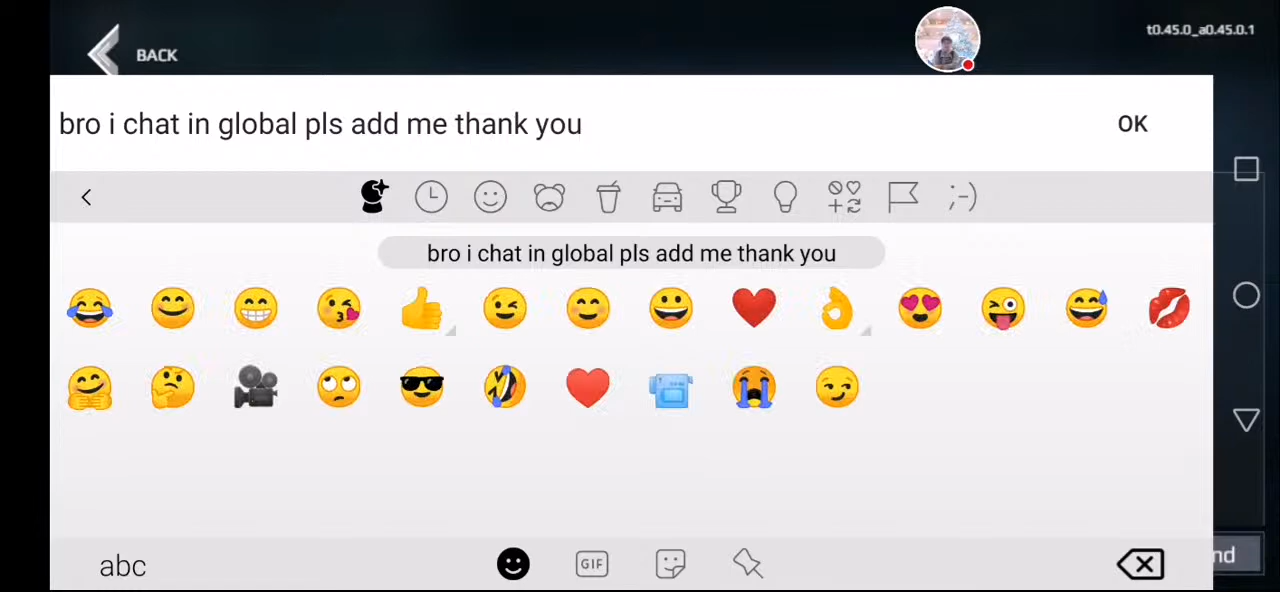 BACK
t0.45.0_a0.45.0.1
bro i chat in global pls add me thank you
OK
;-)
bro i chat in global pls add me thank you
abc
GIF
nd